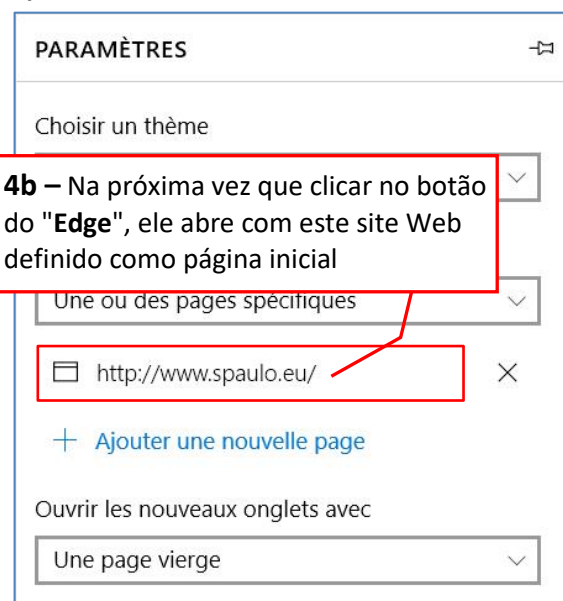 PARAMÈTRES
Choisir un thème
4b – Na próxima vez que clicar no botão
do "Edge", ele abre com este site Web
definido como página inicial
Une ou des pages spécifiques
http://www.spaulo.eu/
Ajouter une nouvelle page
Ouvrir les nouveaux onglets avec
Une page vierge